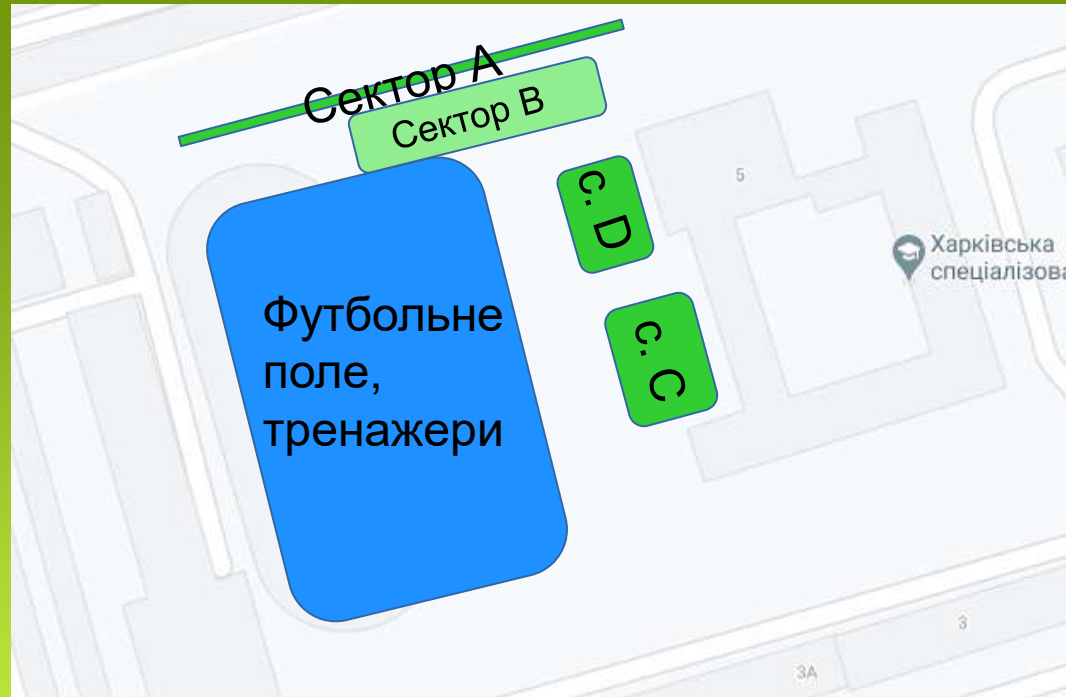 Сектор А
Сектор В
с. D
5
Харківська
спеціалізова
Футбольне
поле,
тренажери
с. С
3
3А